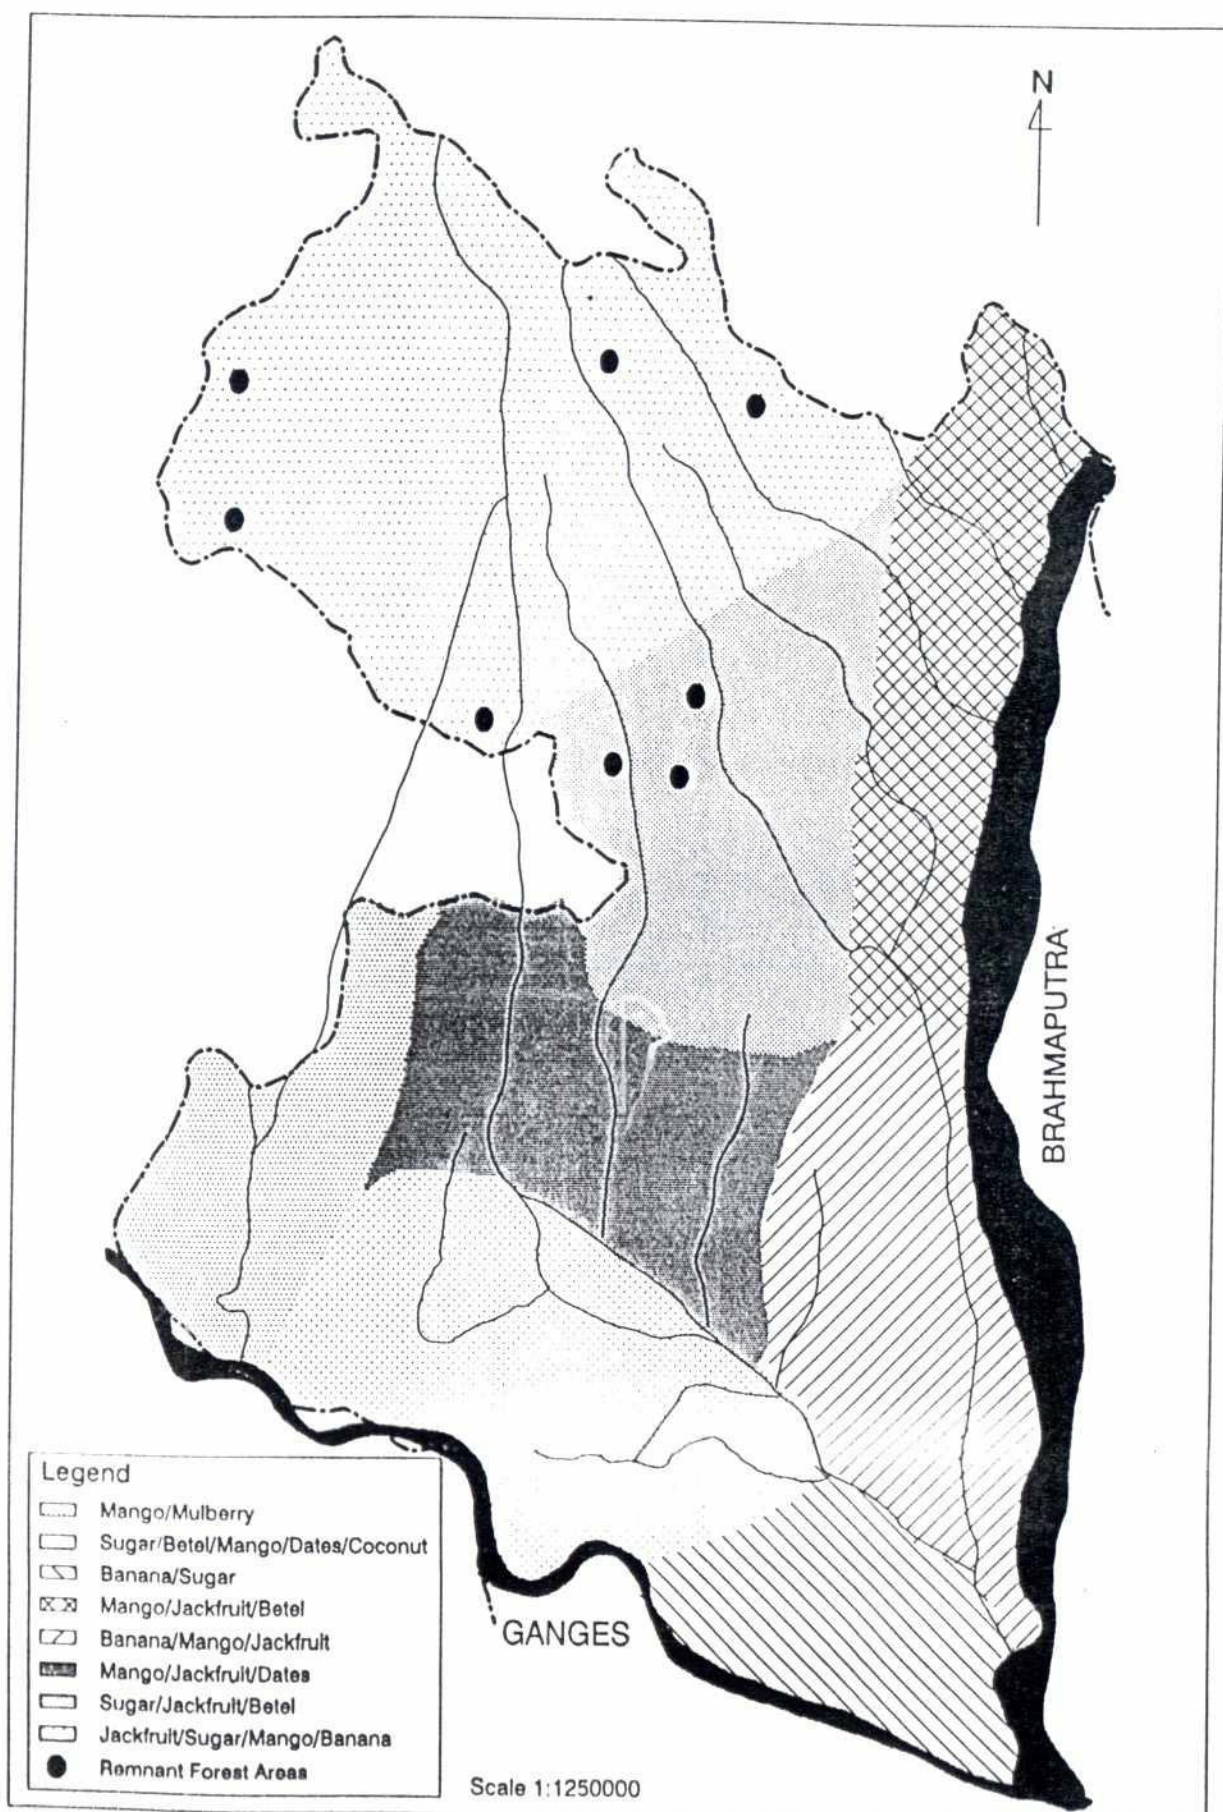 N
BRAHMAPUTRA
GANGES
Legend
Mango/Mulberry
Sugar/Betel/Mango/Dates/Coconut
Banana/Sugar
Mango/Jackfruit/Betel
Banana/Mango/Jackfruit
Mango/Jackfruit/Dates
Sugar/Jackfruit/Betel
Jackfruit/Sugar/Mango/Banana
Remnant Forest Areas
Scale 1:1250000